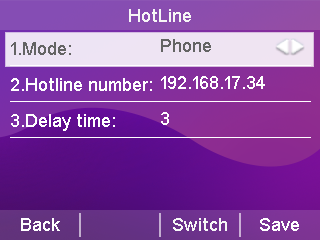 HotLine
1.Mode: Phone
2.Hotline number: 192.168.17.34
3.Delay time: 3
Back Switch Save